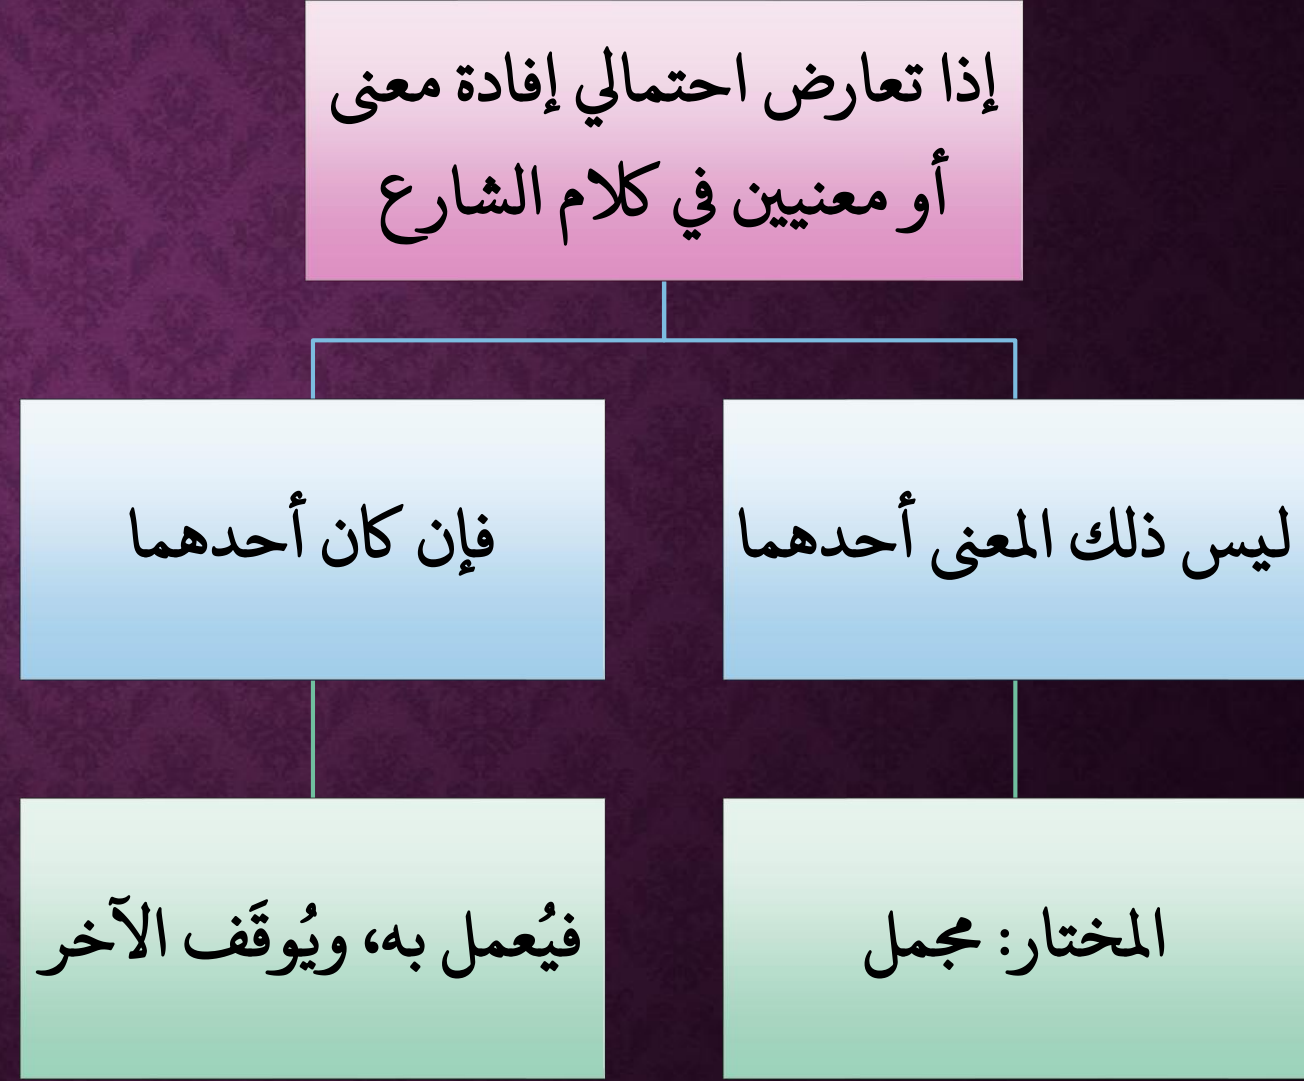 إذا تعارض احتمالي إفادة معنى
أو معنيين في كلام الشارع
ليس ذلك المعنى أحدهما
فإن كان أحدهما
المختار: مجمل
فيُعمل به، ويُوقَف الآخر